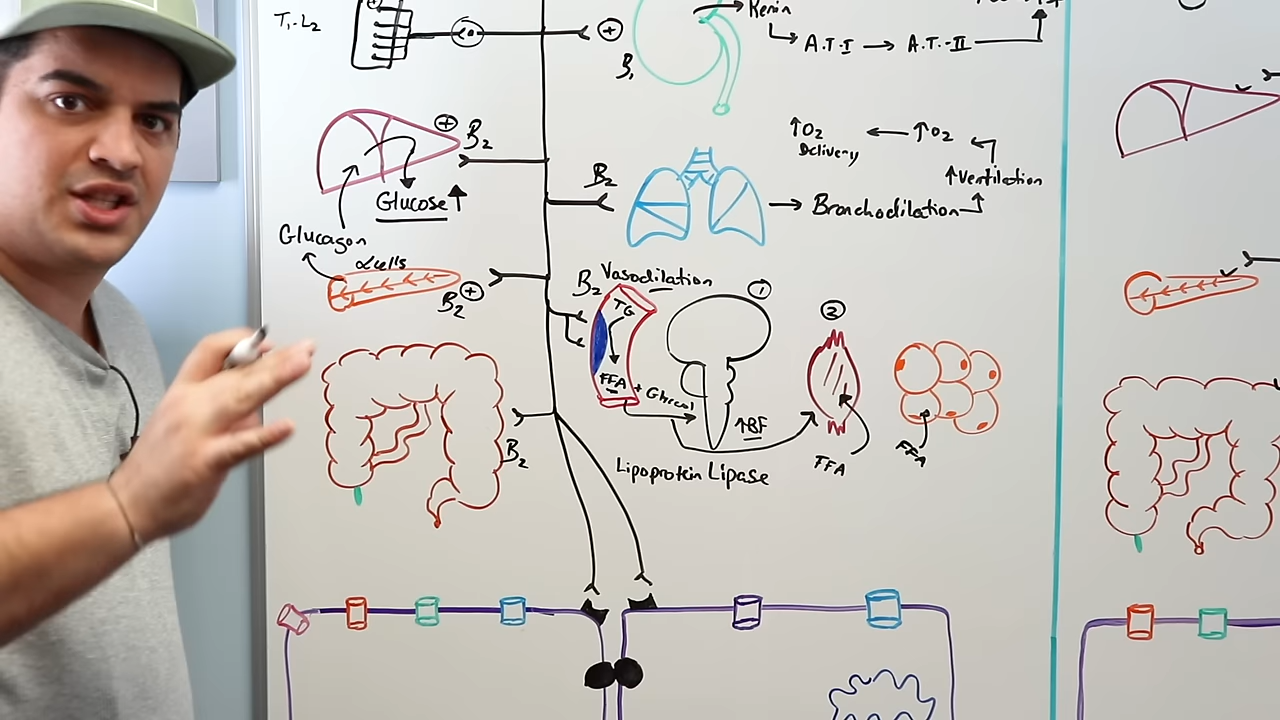 T₁-L₂
+
Renin
B₁
A.T-I → A.T.-II
+ B₂
Glucose ↑
Glucagon
αcells
B₂ +
B₂
↑O₂ Delivery ← ↑O₂
↑Ventilation
Bronchodilation
Vasodilation
B₂
TG
FFA + Glycerol
1
2
↑BF
FFA
FFA
Lipoprotein Lipase
B₂